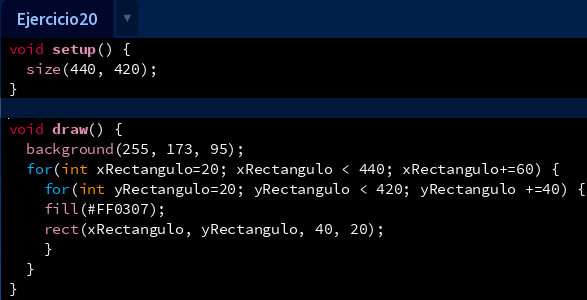 Ejercicio20
void setup() {
  size(440, 420);
}
void draw() {
  background(255, 173, 95);
  for(int xRectangulo=20; xRectangulo < 440; xRectangulo+=60) {
    for(int yRectangulo=20; yRectangulo < 420; yRectangulo +=40) {
    fill(#FF0307);
    rect(xRectangulo, yRectangulo, 40, 20);
    }
  }
}